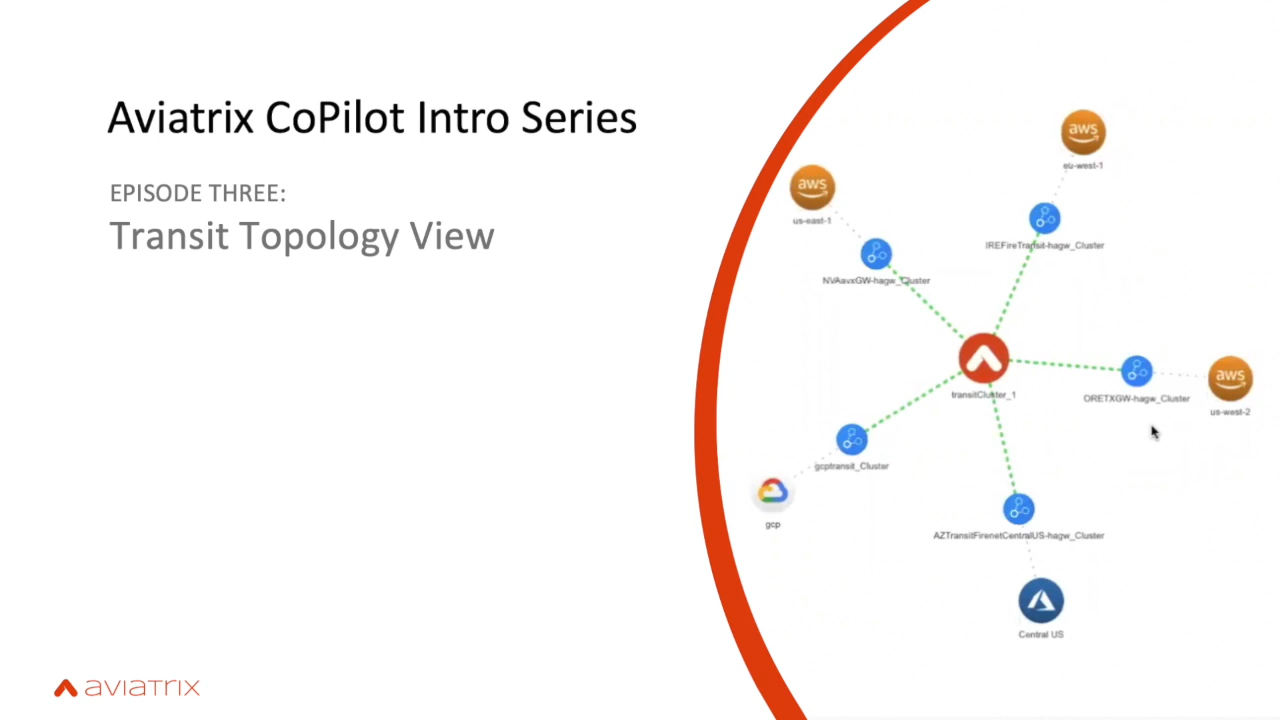 Aviatrix CoPilot Intro Series
EPISODE THREE:
Transit Topology View
aws
eu-west-1
aws
us-east-1
IREFireTransit-hagw_Cluster
NVAavxGW-hagw_Cluster
transitCluster_1
ORETXGW-hagw_Cluster
aws
us-west-2
gcptransit_Cluster
gcp
AZTransitFirenetCentralUS-hagw_Cluster
Central US
aviatrix